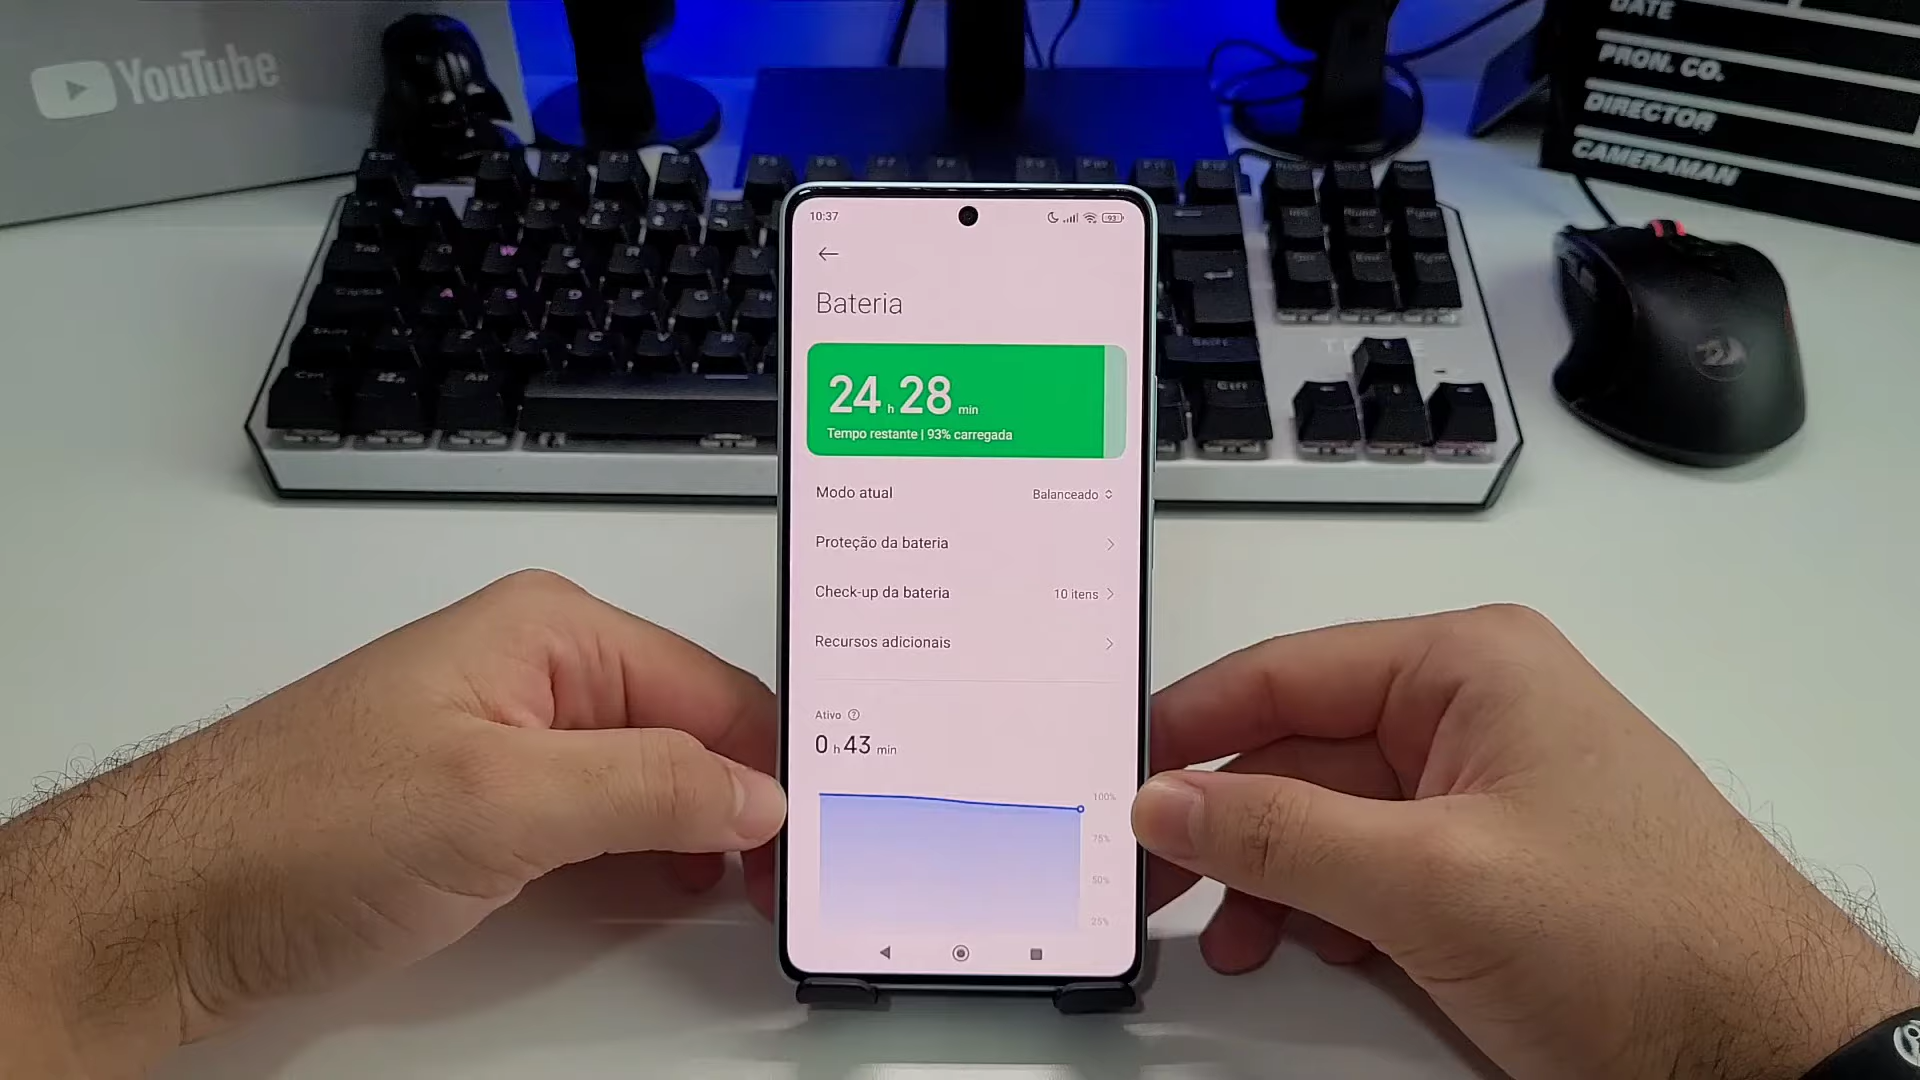 YouTube
DATE
PRON. CO.
DIRECTOR
CAMERAMAN
10:37
93
Bateria
24 h 28 min
Tempo restante | 93% carregada
Modo atual
Balanceado
Proteção da bateria
Check-up da bateria
10 itens
Recursos adicionais
Ativo
0 h 43 min
100%
75%
50%
25%